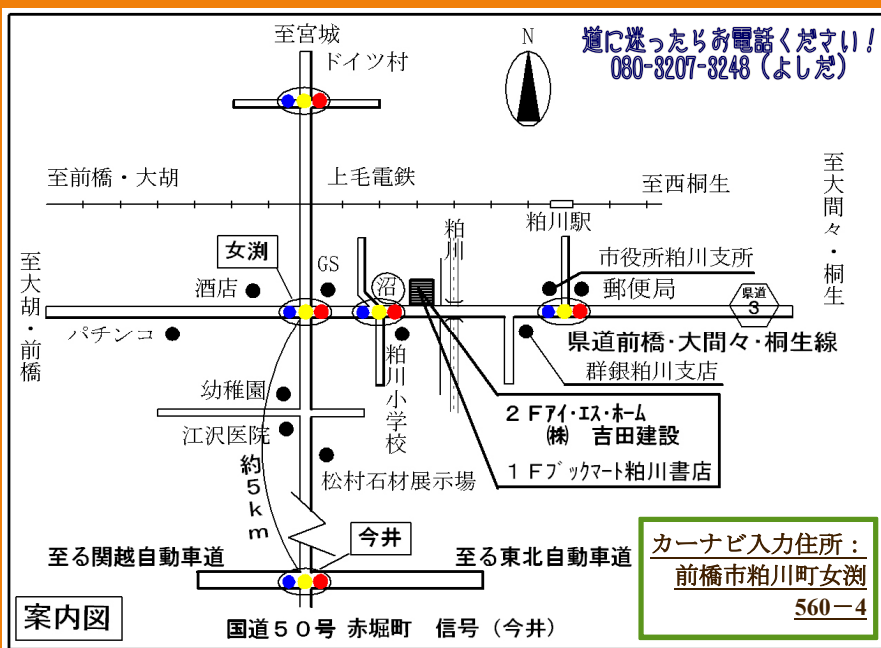 至宮城
ドイツ村
N
道に迷ったらお電話ください！
080-3207-3248（よしだ）
至前橋・大胡
上毛電鉄
至西桐生
至大間々・桐生
粕川駅
粕川
女渕
GS
沼
市役所粕川支所
郵便局
酒店
県道
3
至大胡・前橋
パチンコ
県道前橋・大間々・桐生線
群銀粕川支店
粕川小学校
幼稚園
江沢医院
松村石材展示場
2Fアイ・エス・ホーム
㈱ 吉田建設
1Fブックマート粕川書店
約5km
今井
至る関越自動車道
至る東北自動車道
カーナビ入力住所：
前橋市粕川町女渕
560－4
案内図
国道５０号 赤堀町 信号（今井）